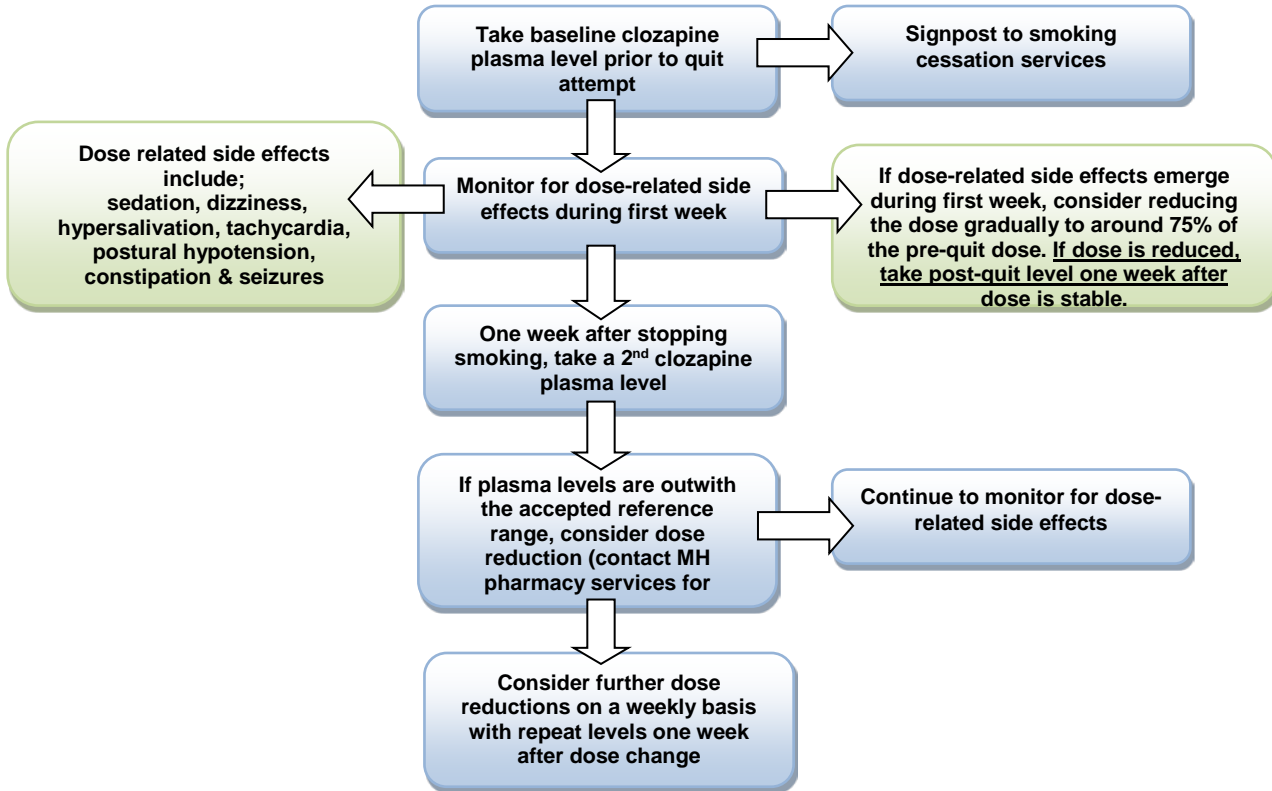 Take baseline clozapine
plasma level prior to quit
attempt
Signpost to smoking
cessation services
Dose related side effects
include;
sedation, dizziness,
hypersalivation, tachycardia,
postural hypotension,
constipation & seizures
Monitor for dose-related side
effects during first week
If dose-related side effects emerge
during first week, consider reducing
the dose gradually to around 75% of
the pre-quit dose. If dose is reduced,
take post-quit level one week after
dose is stable.
One week after stopping
smoking, take a 2nd clozapine
plasma level
If plasma levels are outwith
the accepted reference
range, consider dose
reduction (contact MH
pharmacy services for
Continue to monitor for dose-
related side effects
Consider further dose
reductions on a weekly basis
with repeat levels one week
after dose change